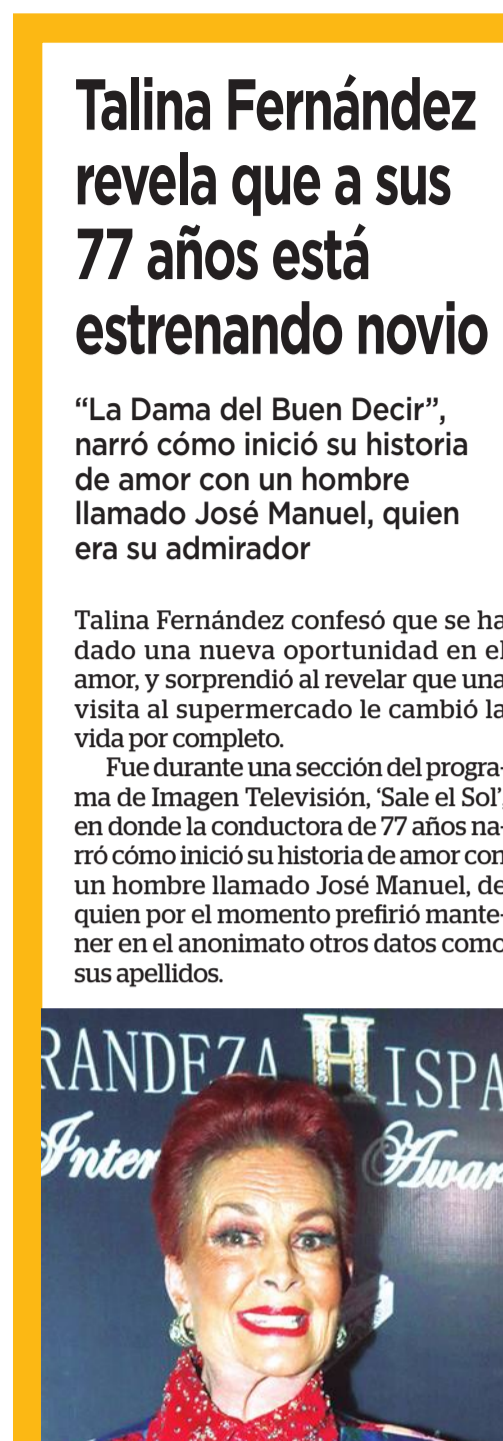 Talina Fernández
revela que a sus
77 años está
estrenando novio
“La Dama del Buen Decir”,
narró cómo inició su historia
de amor con un hombre
llamado José Manuel, quien
era su admirador
Talina Fernández confesó que se ha
dado una nueva oportunidad en el
amor, y sorprendió al revelar que una
visita al supermercado le cambió la
vida por completo.
Fue durante una sección del progra-
ma de Imagen Televisión, ‘Sale el Sol’,
en donde la conductora de 77 años na-
rró cómo inició su historia de amor con
un hombre llamado José Manuel, de
quien por el momento prefirió mante-
ner en el anonimato otros datos como
sus apellidos.
RANDEZA HISPA
Inter Awar